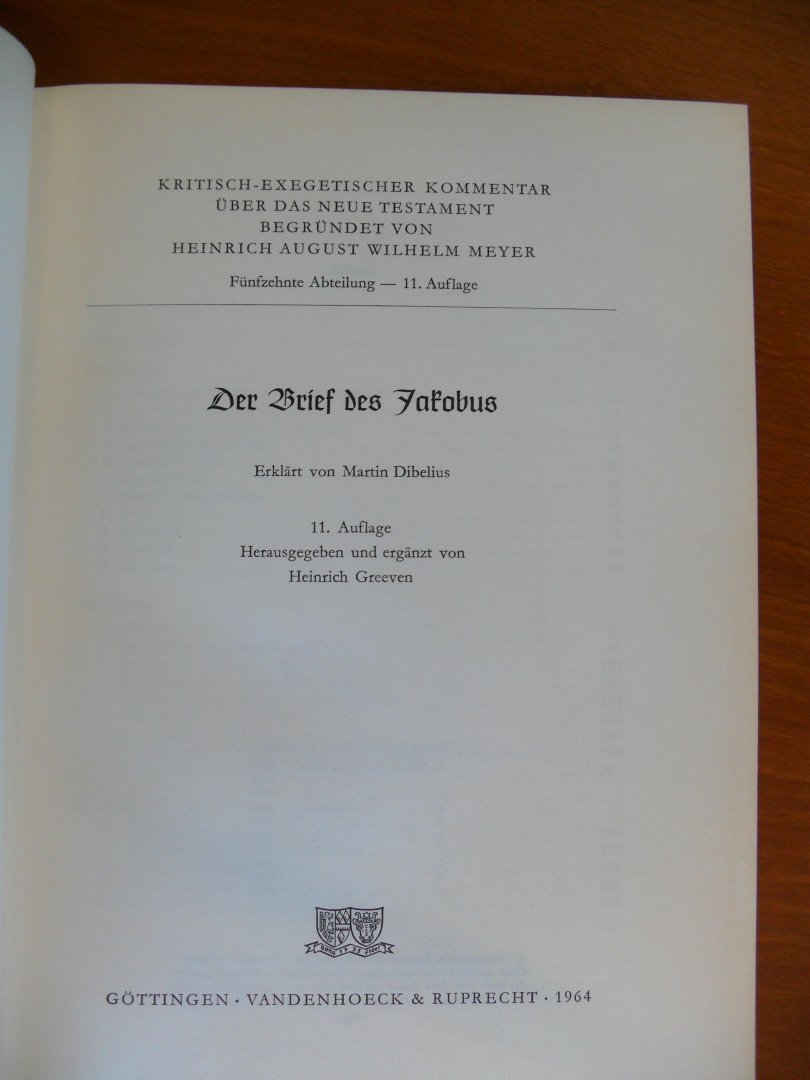 KRITISCH-EXEGETISCHER KOMMENTAR
ÜBER DAS NEUE TESTAMENT
BEGRÜNDET VON
HEINRICH AUGUST WILHELM MEYER
Fünfzehnte Abteilung — 11. Auflage
Der Brief des Jakobus
Erklärt von Martin Dibelius
11. Auflage
Herausgegeben und ergänzt von
Heinrich Greeven
GÖTTINGEN · VANDENHOECK & RUPRECHT · 1964